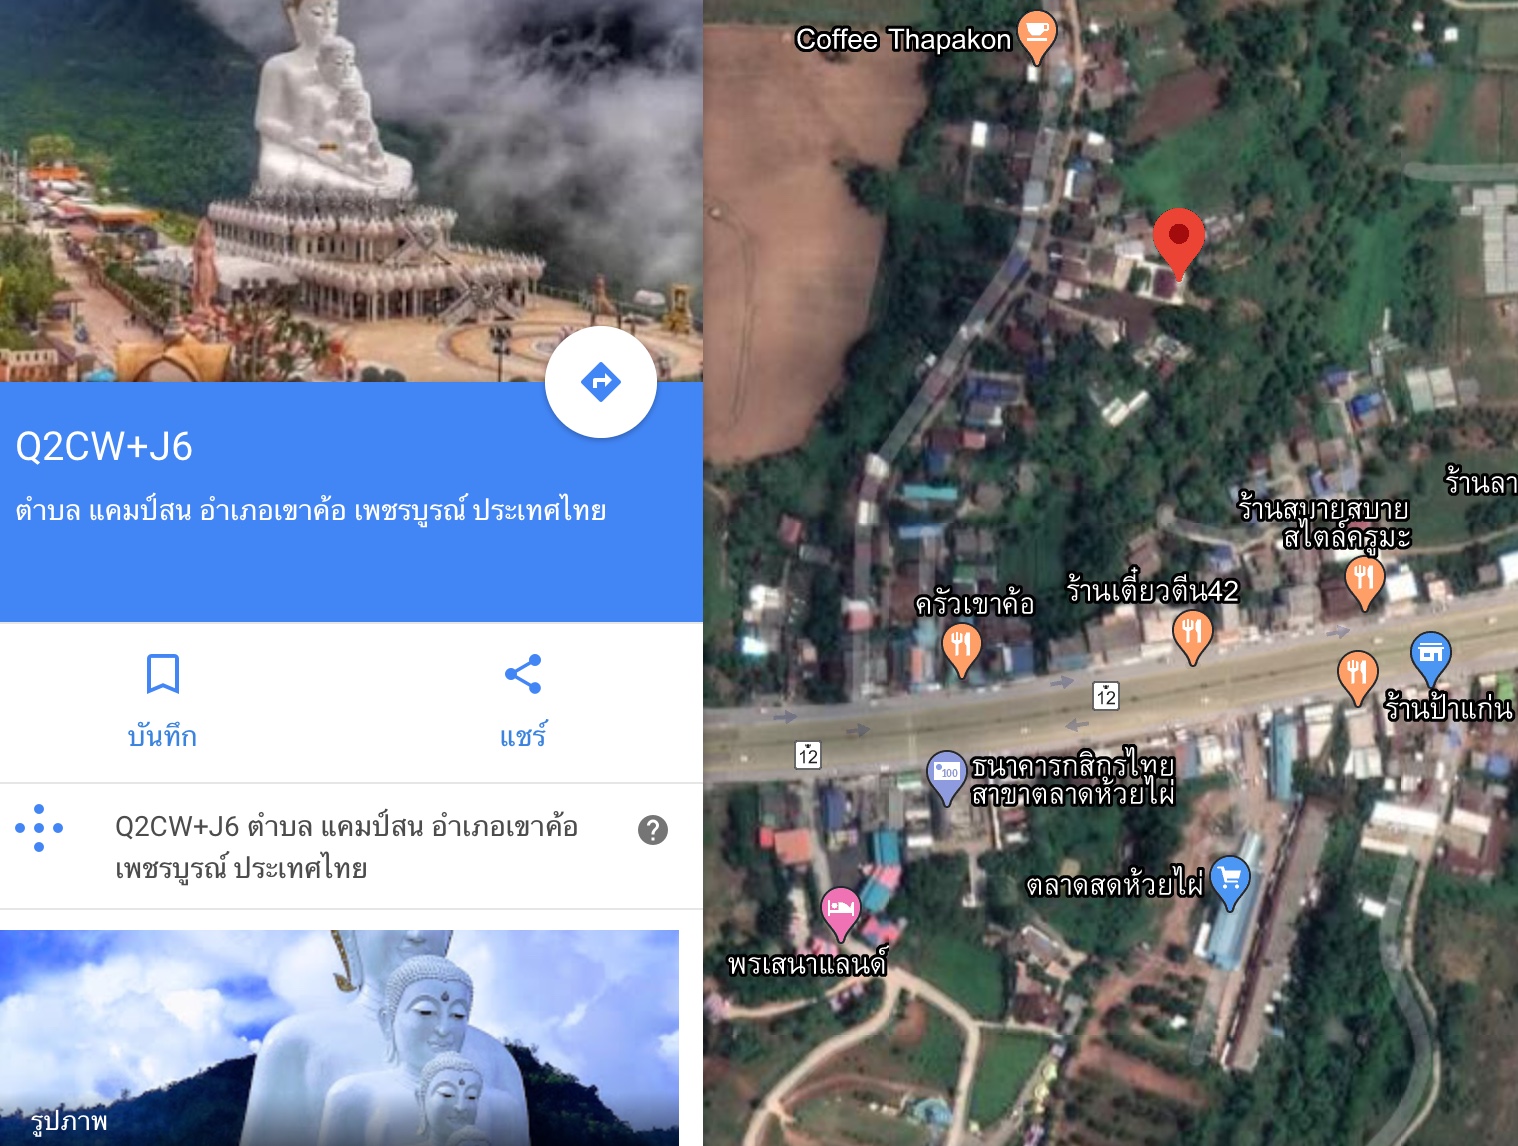 Q2CW+J6
ตำบล แคมป์สน อำเภอเขาค้อ เพชรบูรณ์ ประเทศไทย
บันทึก
แชร์
Q2CW+J6 ตำบล แคมป์สน อำเภอเขาค้อ
เพชรบูรณ์ ประเทศไทย
รูปภาพ
Coffee Thapakon
ร้านลา
ร้านสบายสบาย
สไตล์ครูมะ
ร้านเตี๋ยวตีน42
ครัวเขาค้อ
12
12
ร้านป้าแก่น
100
ธนาคารกสิกรไทย
สาขาตลาดห้วยไผ่
ตลาดสดห้วยไผ่
พรเสนาแลนด์